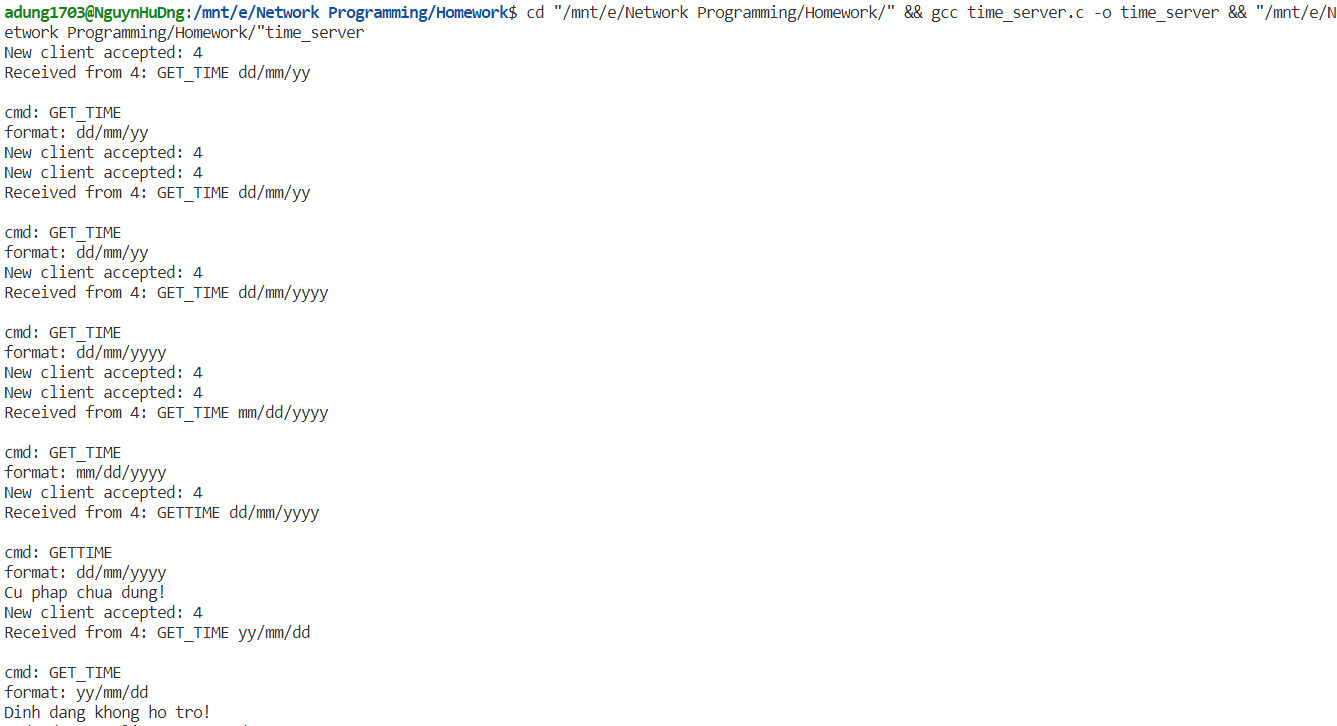 adung1703@NguynHuDng:/mnt/e/Network Programming/Homework$ cd "/mnt/e/Network Programming/Homework/" && gcc time_server.c -o time_server && "/mnt/e/N
etwork Programming/Homework/"time_server
New client accepted: 4
Received from 4: GET_TIME dd/mm/yy

cmd: GET_TIME
format: dd/mm/yy
New client accepted: 4
New client accepted: 4
Received from 4: GET_TIME dd/mm/yy

cmd: GET_TIME
format: dd/mm/yy
New client accepted: 4
Received from 4: GET_TIME dd/mm/yyyy

cmd: GET_TIME
format: dd/mm/yyyy
New client accepted: 4
New client accepted: 4
Received from 4: GET_TIME mm/dd/yyyy

cmd: GET_TIME
format: mm/dd/yyyy
New client accepted: 4
Received from 4: GETTIME dd/mm/yyyy

cmd: GETTIME
format: dd/mm/yyyy
Cu phap chua dung!
New client accepted: 4
Received from 4: GET_TIME yy/mm/dd

cmd: GET_TIME
format: yy/mm/dd
Dinh dang khong ho tro!